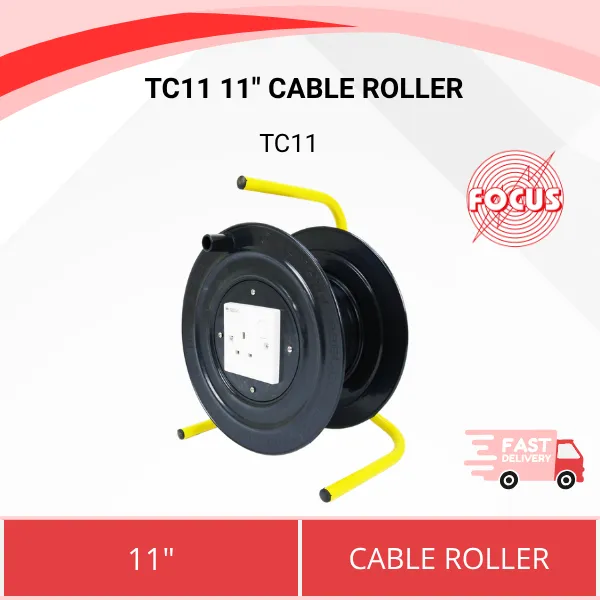 TC11 11" CABLE ROLLER
TC11
FOCUS
FAST
DELIVERY
11"
CABLE ROLLER